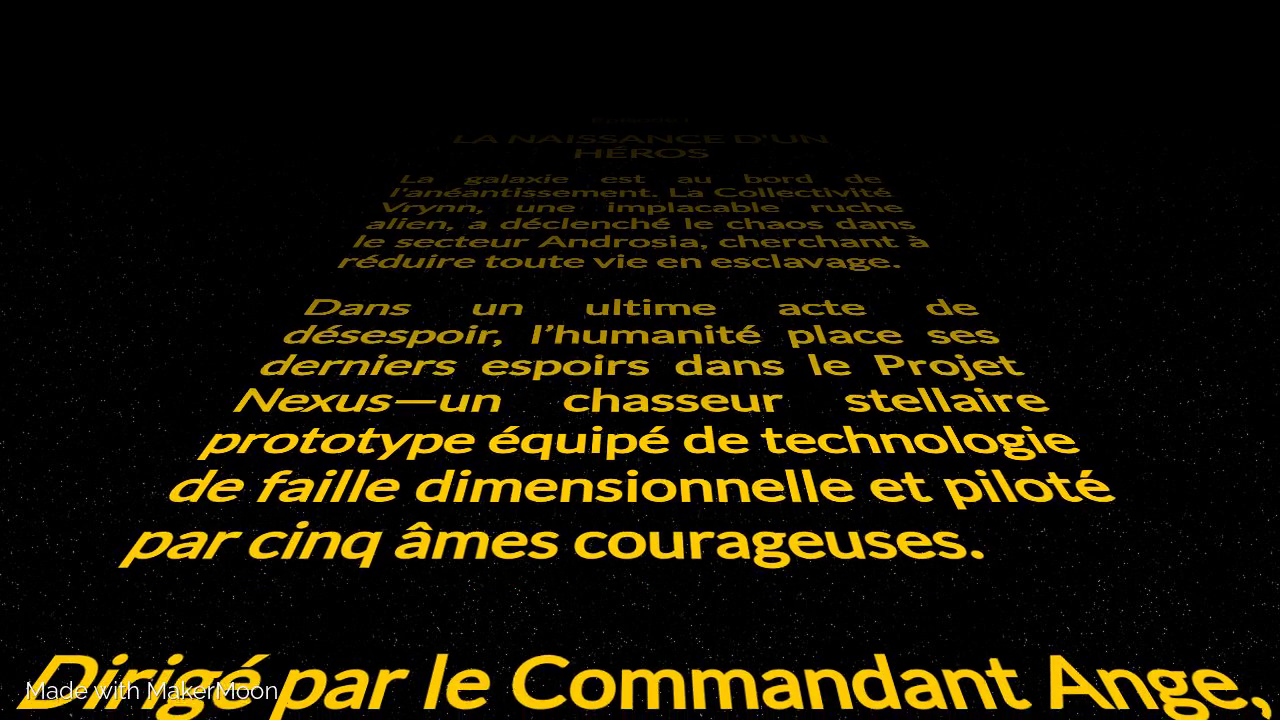 LA NAISSANCE D'UN
HÉROS
La galaxie est au bord de
l'anéantissement. La Collectivité
Vrynn, une implacable ruche
alien, a déclenché le chaos dans
le secteur Androsia, cherchant à
réduire toute vie en esclavage.
Dans un ultime acte de
désespoir, l’humanité place ses
derniers espoirs dans le Projet
Nexus—un chasseur stellaire
prototype équipé de technologie
de faille dimensionnelle et piloté
par cinq âmes courageuses.
Dirigé par le Commandant Ange,
Made with MakerMoon